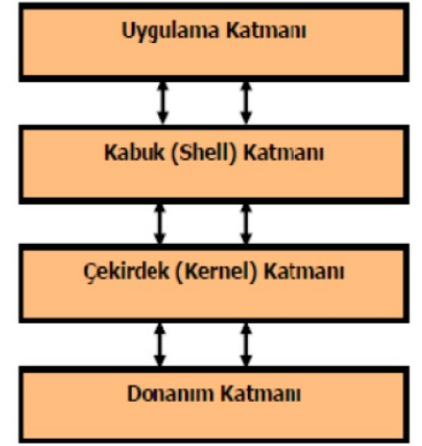 Uygulama Katmanı
Kabuk (Shell) Katmanı
Çekirdek (Kernel) Katmanı
Donanım Katmanı